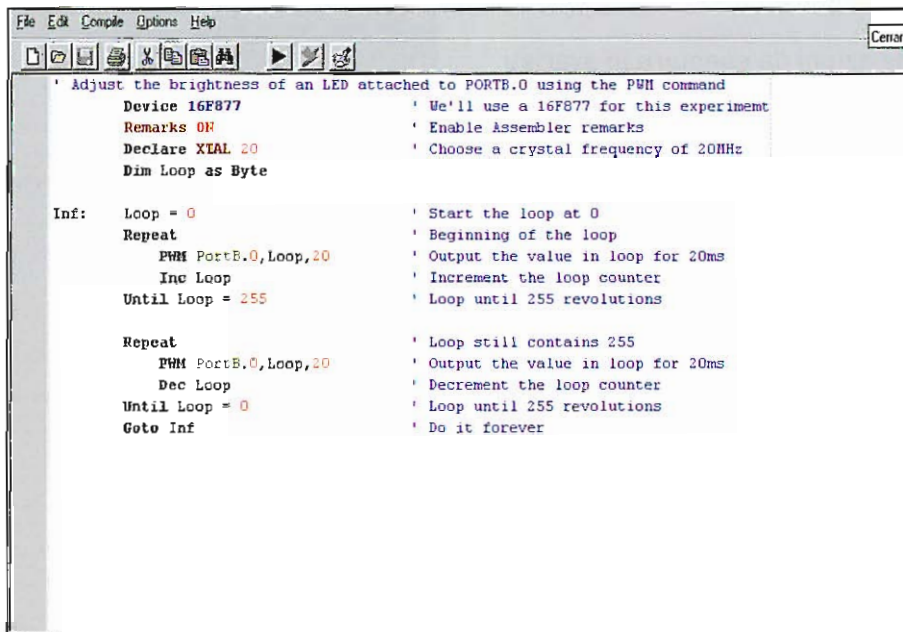 File Edit Compile Options Help
Cerrar
' Adjust the brightness of an LED attached to PORTB.0 using the PWM command
Device 16F877 ' We'll use a 16F877 for this experimemt
Remarks ON ' Enable Assembler remarks
Declare XTAL 20 ' Choose a crystal frequency of 20MHz
Dim Loop as Byte
Inf: Loop = 0 ' Start the loop at 0
Repeat ' Beginning of the loop
PWM PortB.0,Loop,20 ' Output the value in loop for 20ms
Inc Loop ' Increment the loop counter
Until Loop = 255 ' Loop until 255 revolutions
Repeat ' Loop still contains 255
PWM PortB.0,Loop,20 ' Output the value in loop for 20ms
Dec Loop ' Decrement the loop counter
Until Loop = 0 ' Loop until 255 revolutions
Goto Inf ' Do it forever